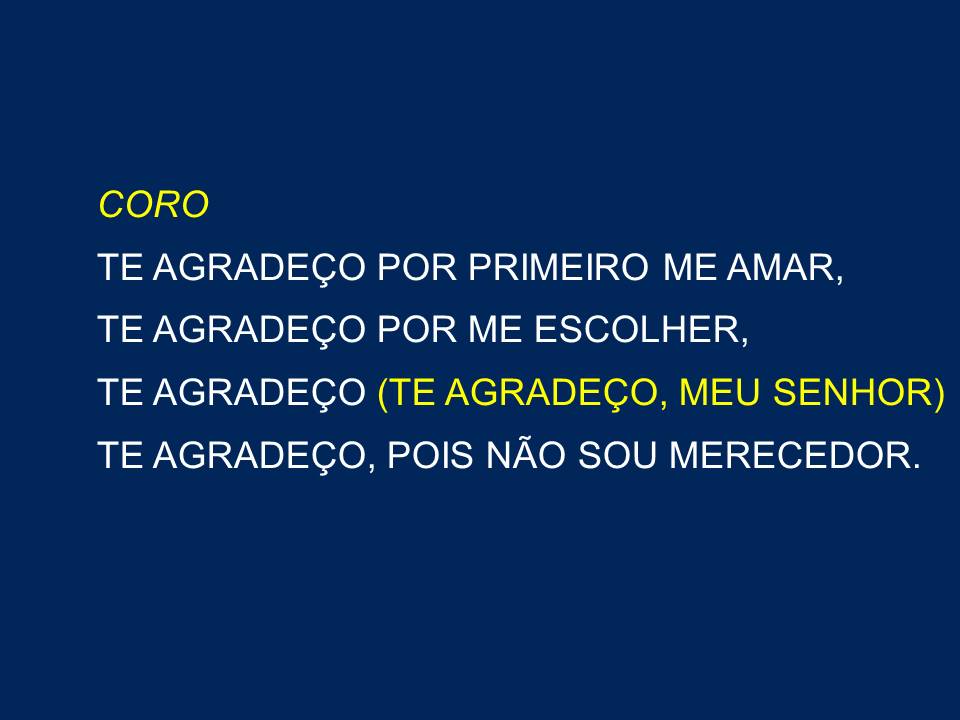 CORO
TE AGRADEÇO POR PRIMEIRO ME AMAR,
TE AGRADEÇO POR ME ESCOLHER,
TE AGRADEÇO (TE AGRADEÇO, MEU SENHOR)
TE AGRADEÇO, POIS NÃO SOU MERECEDOR.